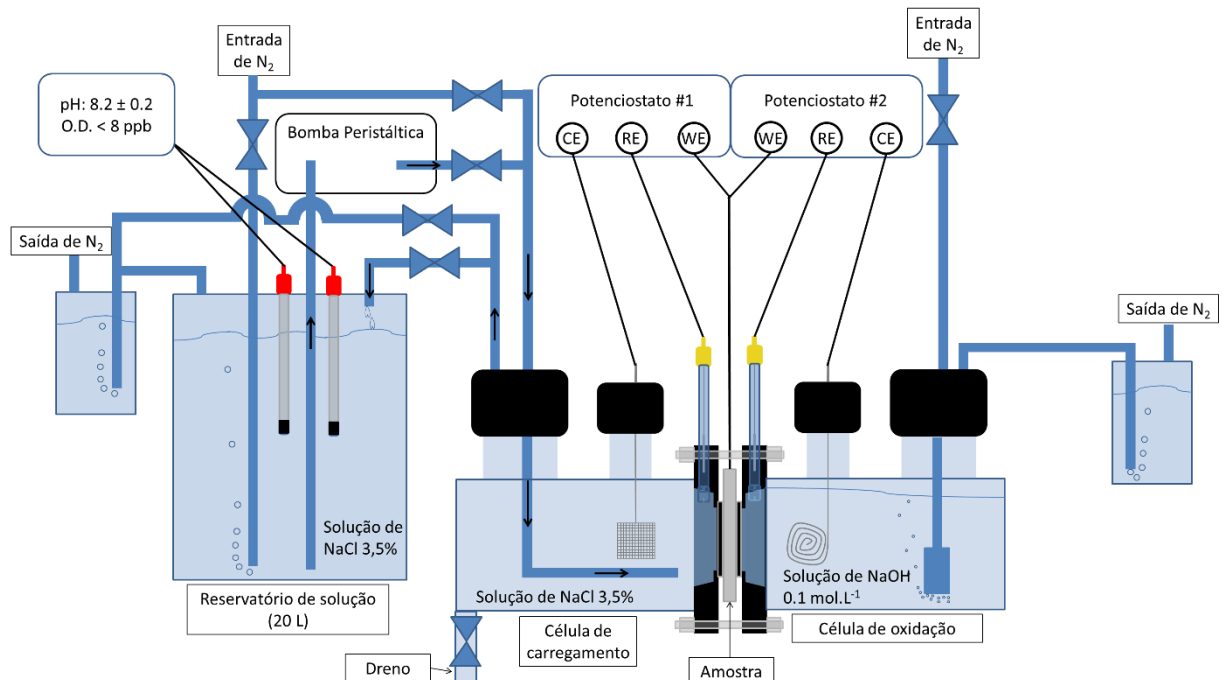 Entrada
de N₂
Entrada
de N₂
pH: 8.2 ± 0.2
O.D. < 8 ppb
Bomba Peristáltica
Potenciostato #1
Potenciostato #2
CE
RE
WE
WE
RE
CE
Saída de N₂
Saída de N₂
Solução de
NaCl 3,5%
Solução de NaCl 3,5%
Solução de NaOH
0.1 mol.L⁻¹
Reservatório de solução
(20 L)
Célula de
carregamento
Célula de oxidação
Dreno
Amostra